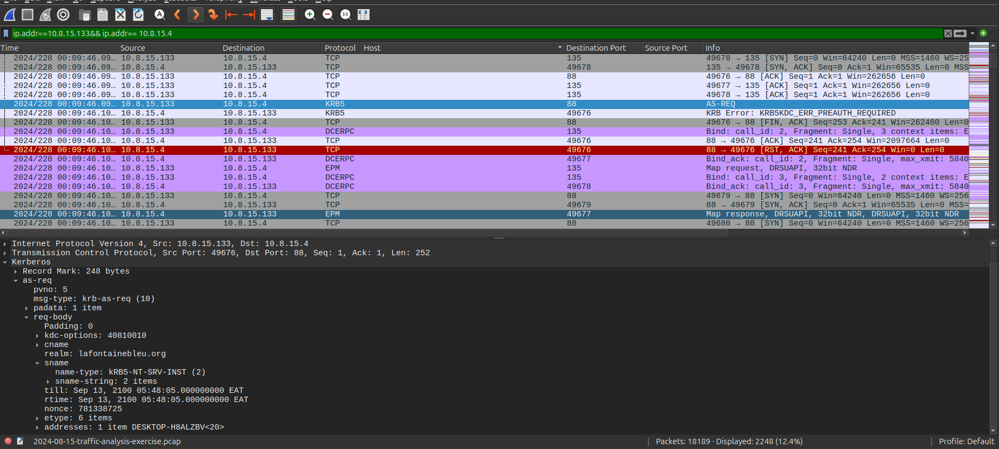 ip.addr==10.8.15.133&& ip.addr== 10.8.15.4
Time Source Destination Protocol Host Destination Port Source Port Info
2024/228 00:09:46.09… 10.8.15.133 10.8.15.4 TCP 135 49678 → 135 [SYN] Seq=0 Win=64240 Len=0 MSS=1460 WS=25
2024/228 00:09:46.09… 10.8.15.4 10.8.15.133 TCP 49678 135 → 49678 [SYN, ACK] Seq=0 Ack=1 Win=65535 Len=0 MSS
2024/228 00:09:46.09… 10.8.15.133 10.8.15.4 TCP 88 49676 → 88 [ACK] Seq=1 Ack=1 Win=262656 Len=0
2024/228 00:09:46.09… 10.8.15.133 10.8.15.4 TCP 135 49677 → 135 [ACK] Seq=1 Ack=1 Win=262656 Len=0
2024/228 00:09:46.09… 10.8.15.133 10.8.15.4 TCP 135 49678 → 135 [ACK] Seq=1 Ack=1 Win=262656 Len=0
2024/228 00:09:46.09… 10.8.15.133 10.8.15.4 KRB5 88 AS-REQ
2024/228 00:09:46.10… 10.8.15.4 10.8.15.133 KRB5 49676 KRB Error: KRB5KDC_ERR_PREAUTH_REQUIRED
2024/228 00:09:46.10… 10.8.15.133 10.8.15.4 TCP 88 49676 → 88 [FIN, ACK] Seq=253 Ack=241 Win=262400 Len=0
2024/228 00:09:46.10… 10.8.15.133 10.8.15.4 DCERPC 135 Bind: call_id: 2, Fragment: Single, 3 context items: E
2024/228 00:09:46.10… 10.8.15.4 10.8.15.133 TCP 49676 88 → 49676 [ACK] Seq=241 Ack=254 Win=2097664 Len=0
2024/228 00:09:46.10… 10.8.15.4 10.8.15.133 TCP 49676 88 → 49676 [RST, ACK] Seq=241 Ack=254 Win=0 Len=0
2024/228 00:09:46.10… 10.8.15.4 10.8.15.133 DCERPC 49677 Bind_ack: call_id: 2, Fragment: Single, max_xmit: 5840
2024/228 00:09:46.10… 10.8.15.133 10.8.15.4 EPM 135 Map request, DRSUAPI, 32bit NDR
2024/228 00:09:46.10… 10.8.15.133 10.8.15.4 DCERPC 135 Bind: call_id: 3, Fragment: Single, 2 context items: E
2024/228 00:09:46.10… 10.8.15.4 10.8.15.133 DCERPC 49678 Bind_ack: call_id: 3, Fragment: Single, max_xmit: 5840
2024/228 00:09:46.10… 10.8.15.133 10.8.15.4 TCP 88 49679 → 88 [SYN] Seq=0 Win=64240 Len=0 MSS=1460 WS=256
2024/228 00:09:46.10… 10.8.15.4 10.8.15.133 TCP 49679 88 → 49679 [SYN, ACK] Seq=0 Ack=1 Win=65535 Len=0 MSS=
2024/228 00:09:46.10… 10.8.15.4 10.8.15.133 EPM 49677 Map response, DRSUAPI, 32bit NDR, DRSUAPI, 32bit NDR
2024/228 00:09:46.10… 10.8.15.133 10.8.15.4 TCP 88 49680 → 88 [SYN] Seq=0 Win=64240 Len=0 MSS=1460 WS=256
Internet Protocol Version 4, Src: 10.8.15.133, Dst: 10.8.15.4
Transmission Control Protocol, Src Port: 49676, Dst Port: 88, Seq: 1, Ack: 1, Len: 252
Kerberos
Record Mark: 248 bytes
as-req
pvno: 5
msg-type: krb-as-req (10)
padata: 1 item
req-body
Padding: 0
kdc-options: 40810010
cname
realm: lafontainebleu.org
sname
name-type: kRB5-NT-SRV-INST (2)
sname-string: 2 items
till: Sep 13, 2100 05:48:05.000000000 EAT
rtime: Sep 13, 2100 05:48:05.000000000 EAT
nonce: 781338725
etype: 6 items
addresses: 1 item DESKTOP-H8ALZBV<20>
2024-08-15-traffic-analysis-exercise.pcap Packets: 18189 · Displayed: 2248 (12.4%) Profile: Default